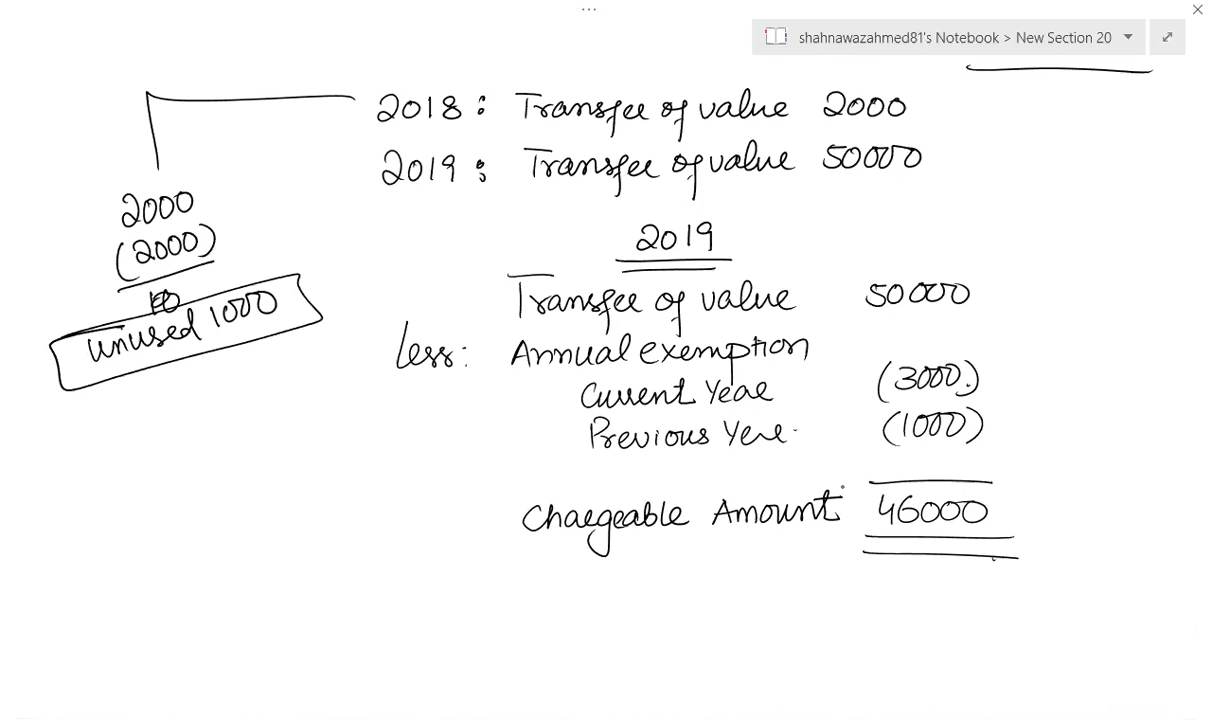 shahnawazahmed81's Notebook > New Section 20
2018: Transfer of value 2000
2019: Transfer of value 50000
2000
(2000)
unused 1000
2019
Transfer of value 50000
Less: Annual exemption
Current Year (3000)
Previous Year (1000)
Chargeable Amount 46000